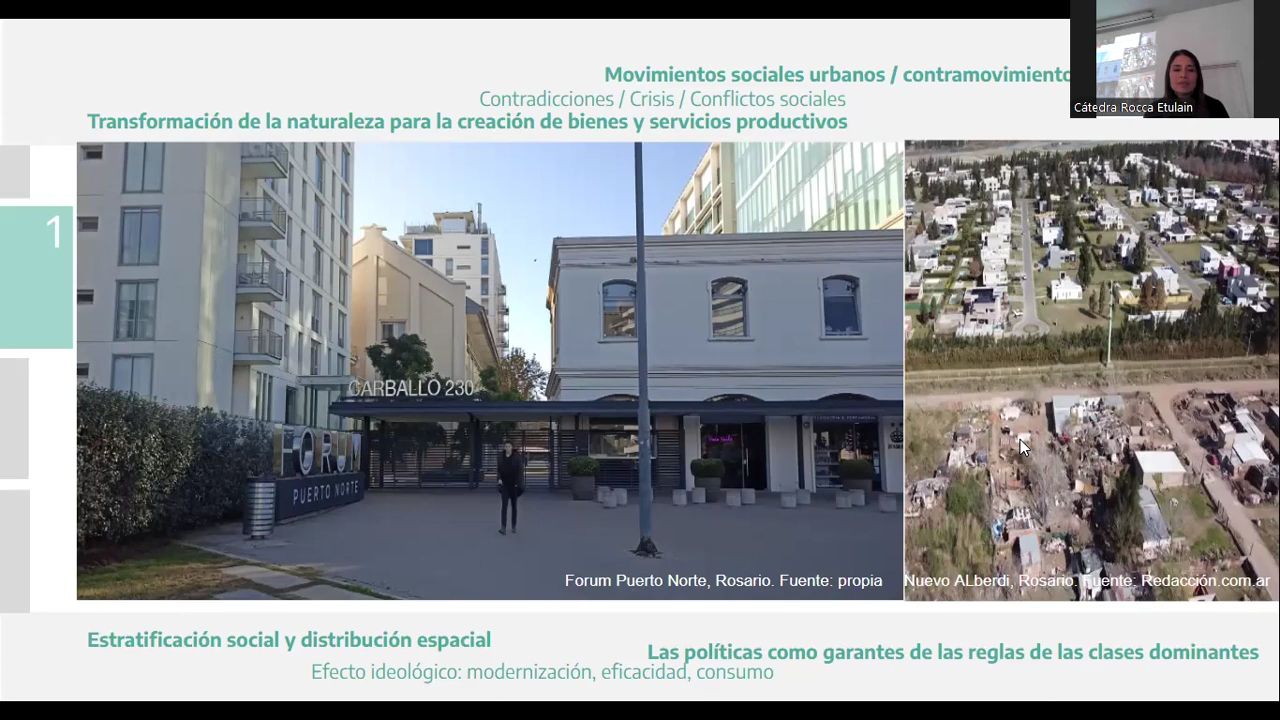 Movimientos sociales urbanos / contramovimiento
Contradicciones / Crisis / Conflictos sociales
Transformación de la naturaleza para la creación de bienes y servicios productivos
Cátedra Rocca Etulain
1
CARBALLO 230
FORUM
PUERTO NORTE
Forum Puerto Norte, Rosario. Fuente: propia
Nuevo ALberdi, Rosario. Fuente: Redacción.com.ar
Estratificación social y distribución espacial
Las políticas como garantes de las reglas de las clases dominantes
Efecto ideológico: modernización, eficacidad, consumo